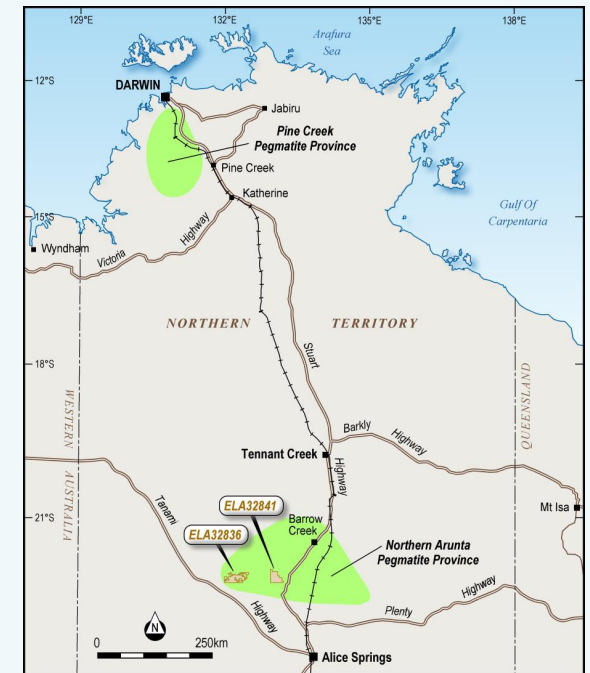 129°E
132°E
135°E
138°E
Arafura
Sea
12°S
DARWIN
Jabiru
Pine Creek
Pegmatite Province
Pine Creek
Katherine
15°S
Gulf Of
Carpentaria
Wyndham
Victoria
Highway
NORTHERN
TERRITORY
Stuart
18°S
WESTERN
AUSTRALIA
QUEENSLAND
Barkly
Highway
Tennant Creek
Highway
Tanami
Mt Isa
21°S
ELA32841
Barrow
Creek
ELA32836
Northern Arunta
Pegmatite Province
Highway
Plenty
Highway
N
0
250km
Alice Springs